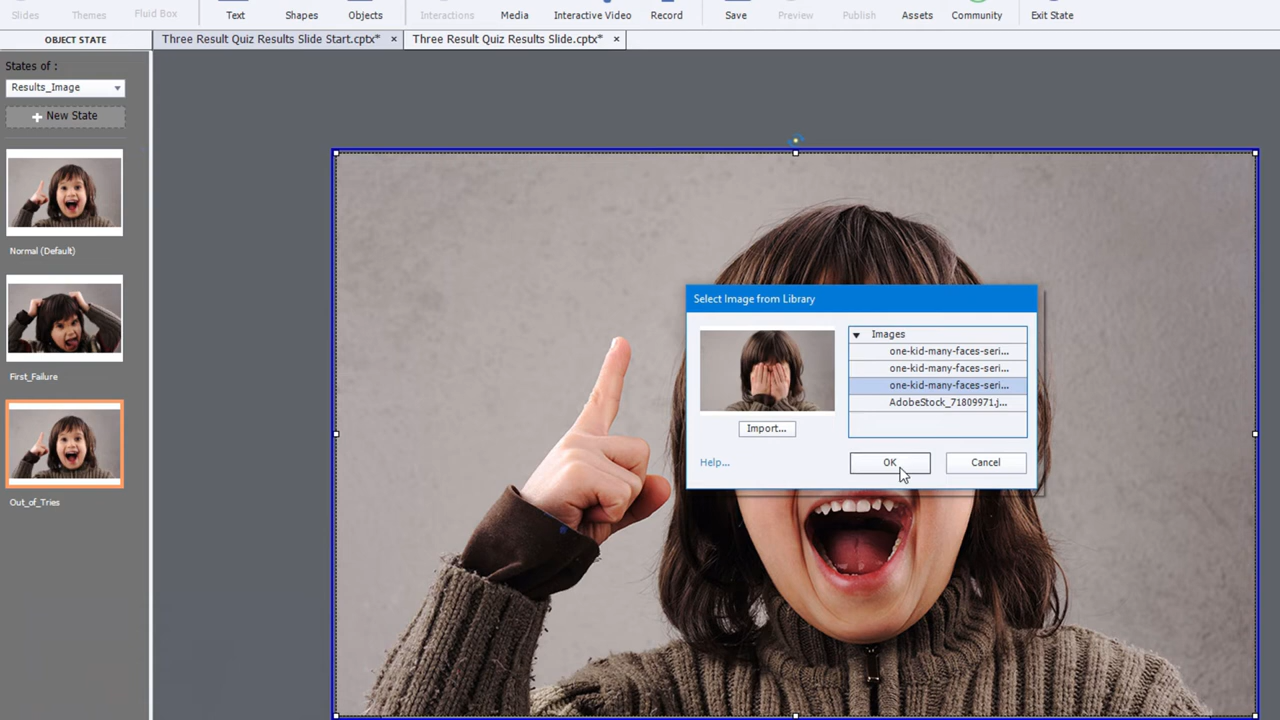 Slides Themes Fluid Box Text Shapes Objects Interactions Media Interactive Video Record Save Preview Publish Assets Community Exit State
OBJECT STATE
Three Result Quiz Results Slide Start.cptx* × Three Result Quiz Results Slide.cptx* ×
States of :
Results_Image
+ New State
Normal (Default)
First_Failure
Out_of_Tries
Select Image from Library
Images
one-kid-many-faces-seri...
one-kid-many-faces-seri...
one-kid-many-faces-seri...
AdobeStock_71809971.j...
Import...
Help...
OK
Cancel